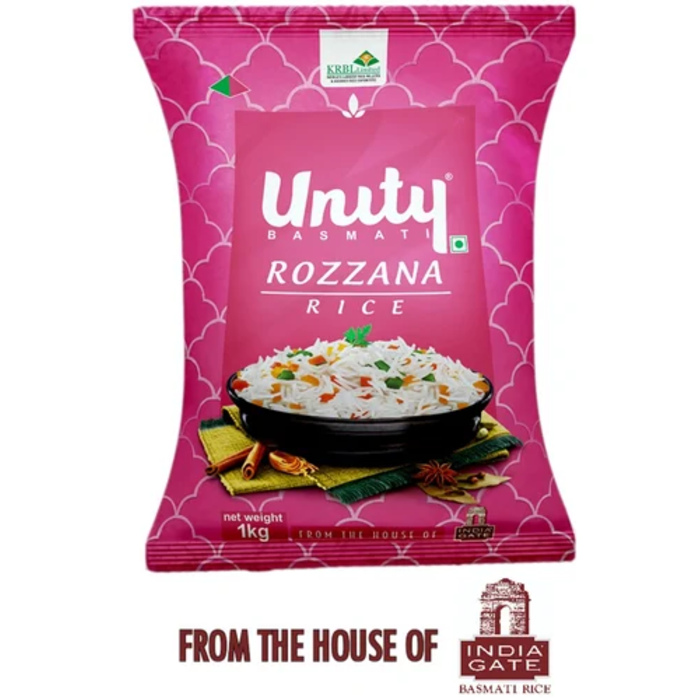 KRBL Limited
Unity®
BASMATI
ROZZANA
RICE
net weight
1kg
FROM THE HOUSE OF
INDIA
GATE
FROM THE HOUSE OF
INDIA
GATE
BASMATI RICE